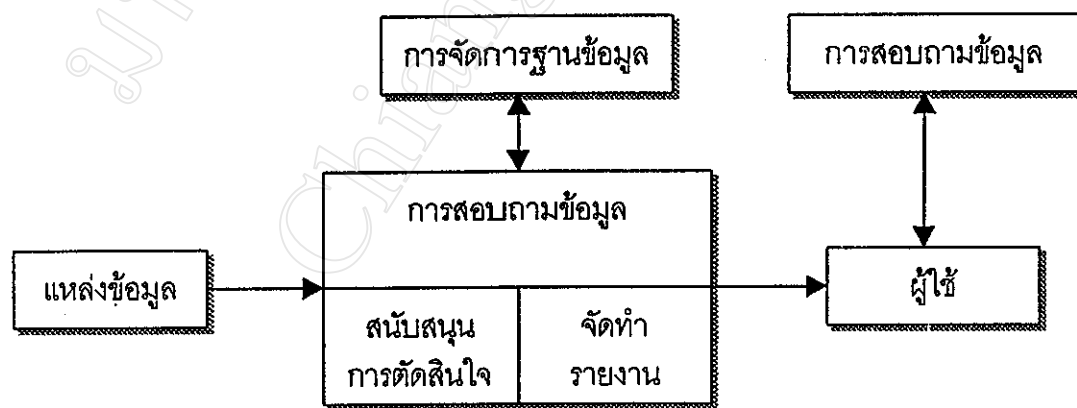 การจัดการฐานข้อมูล
การสอบถามข้อมูล
การสอบถามข้อมูล
แหล่งข้อมูล
ผู้ใช้
สนับสนุน
การตัดสินใจ
จัดทำ
รายงาน
Chiang